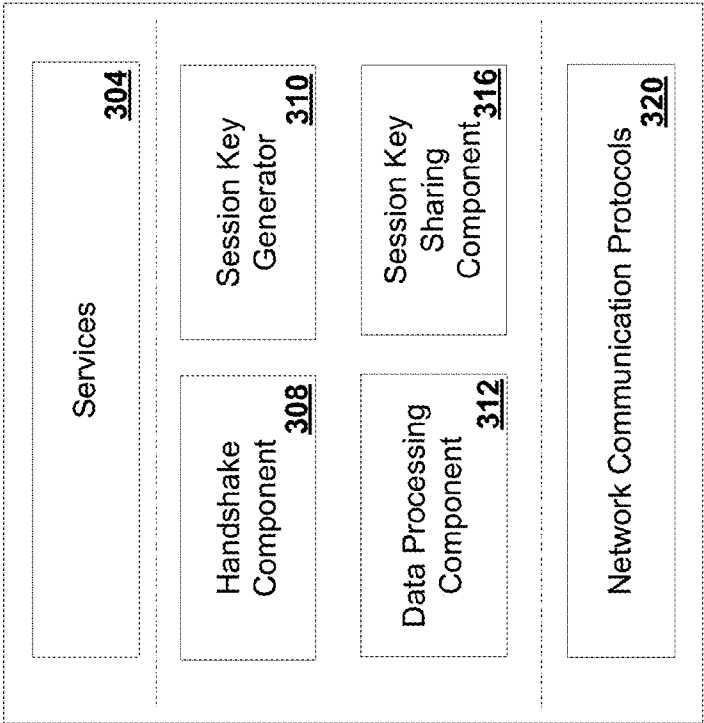 Services
304
Handshake
Component
308
Session Key
Generator
310
Data Processing
Component
312
Session Key
Sharing
Component
316
Network Communication Protocols
320